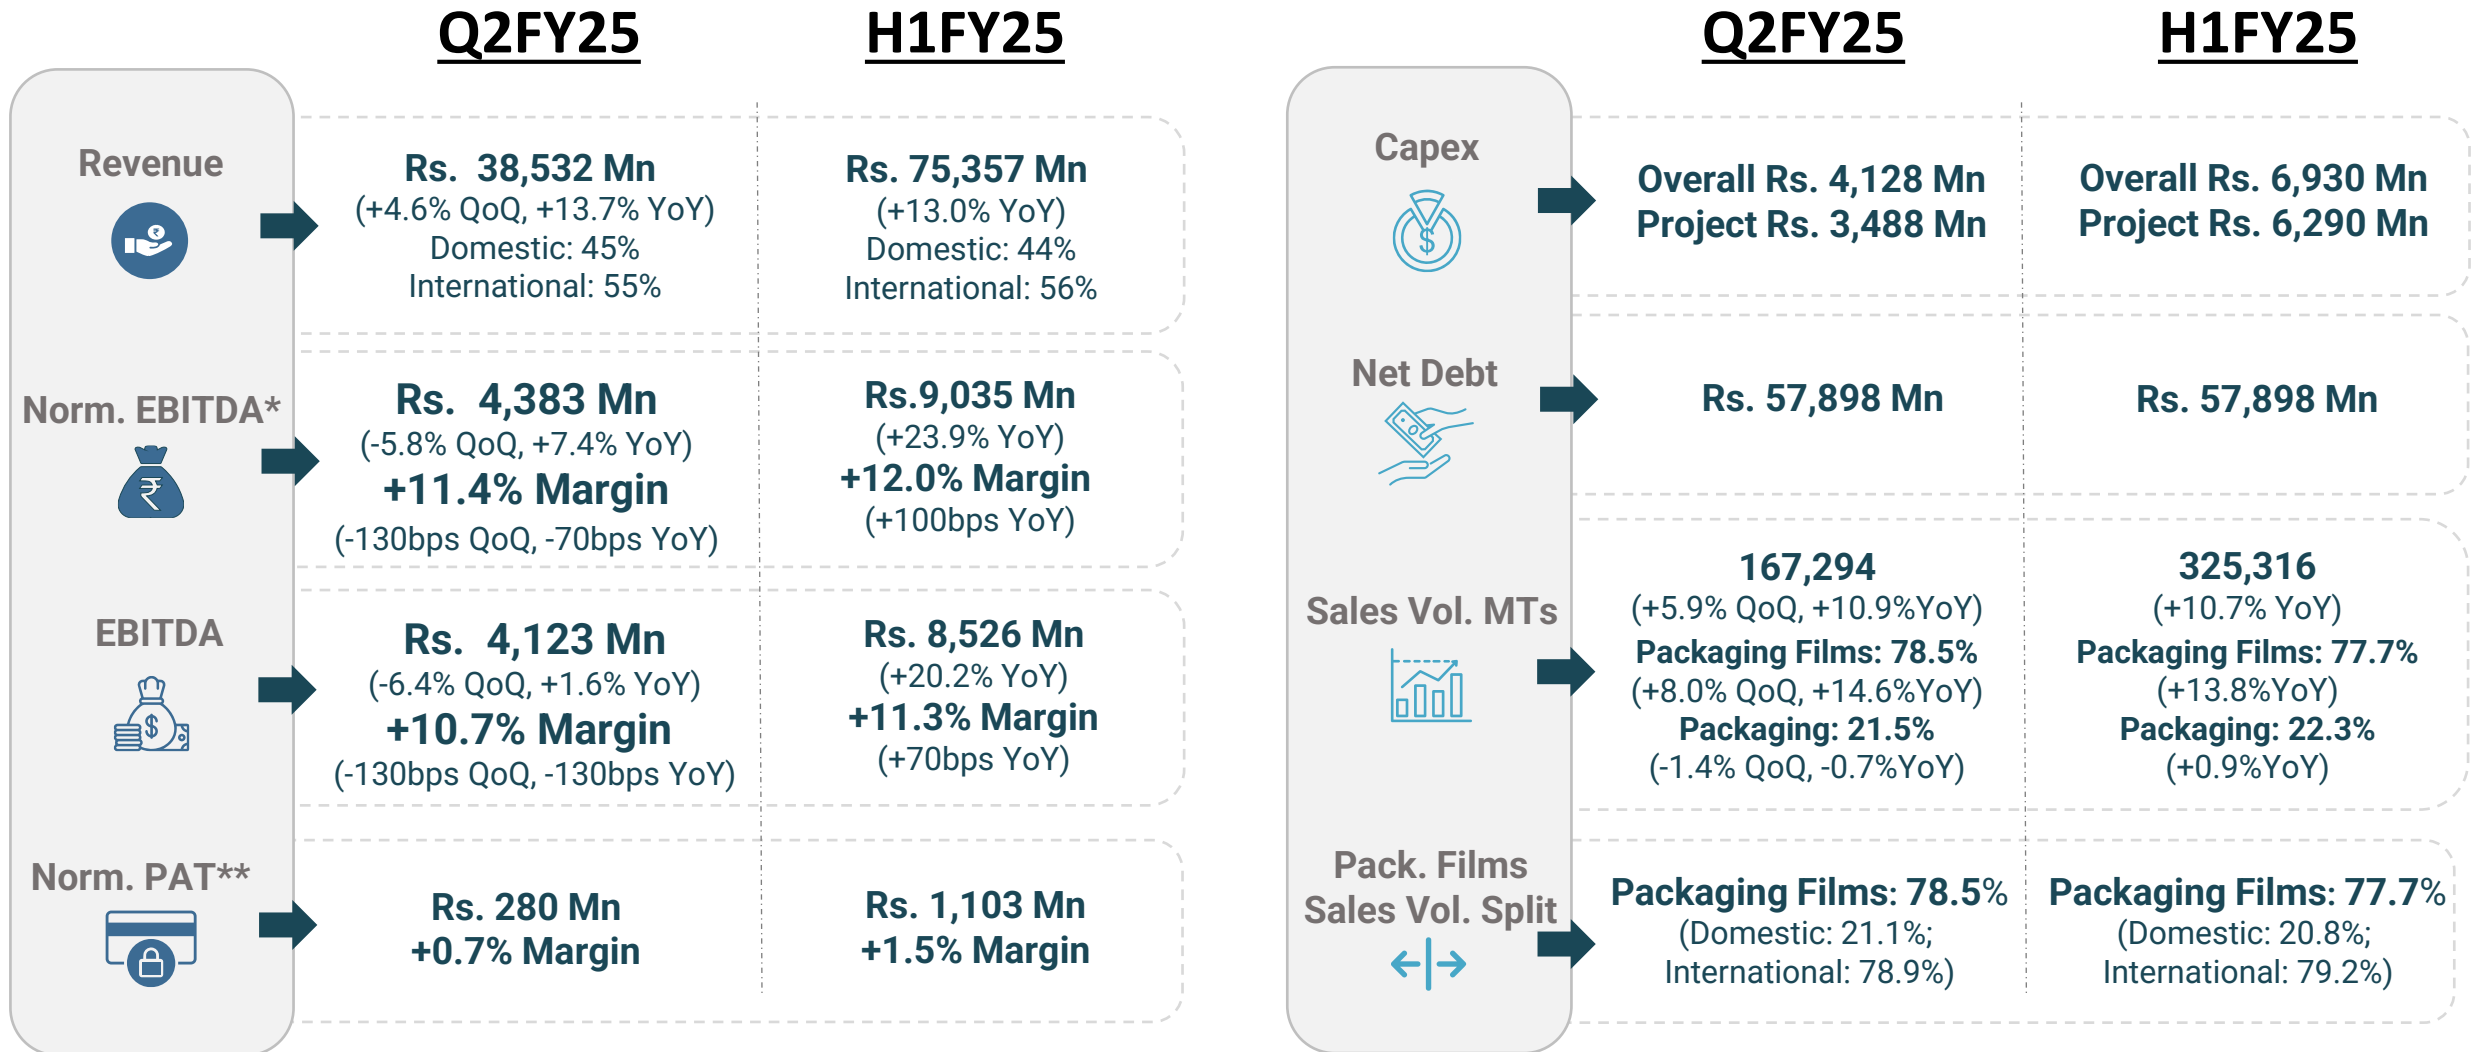 Q2FY25
H1FY25
Revenue
Rs. 38,532 Mn
(+4.6% QoQ, +13.7% YoY)
Domestic: 45%
International: 55%
Rs. 75,357 Mn
(+13.0% YoY)
Domestic: 44%
International: 56%
Norm. EBITDA*
₹
Rs. 4,383 Mn
(-5.8% QoQ, +7.4% YoY)
+11.4% Margin
(-130bps QoQ, -70bps YoY)
Rs.9,035 Mn
(+23.9% YoY)
+12.0% Margin
(+100bps YoY)
EBITDA
$
Rs. 4,123 Mn
(-6.4% QoQ, +1.6% YoY)
+10.7% Margin
(-130bps QoQ, -130bps YoY)
Rs. 8,526 Mn
(+20.2% YoY)
+11.3% Margin
(+70bps YoY)
Norm. PAT**
Rs. 280 Mn
+0.7% Margin
Rs. 1,103 Mn
+1.5% Margin
Q2FY25
H1FY25
Capex
$
Overall Rs. 4,128 Mn
Project Rs. 3,488 Mn
Overall Rs. 6,930 Mn
Project Rs. 6,290 Mn
Net Debt
Rs. 57,898 Mn
Rs. 57,898 Mn
Sales Vol. MTs
167,294
(+5.9% QoQ, +10.9%YoY)
Packaging Films: 78.5%
(+8.0% QoQ, +14.6%YoY)
Packaging: 21.5%
(-1.4% QoQ, -0.7%YoY)
325,316
(+10.7% YoY)
Packaging Films: 77.7%
(+13.8%YoY)
Packaging: 22.3%
(+0.9%YoY)
Pack. Films
Sales Vol. Split
Packaging Films: 78.5%
(Domestic: 21.1%;
International: 78.9%)
Packaging Films: 77.7%
(Domestic: 20.8%;
International: 79.2%)